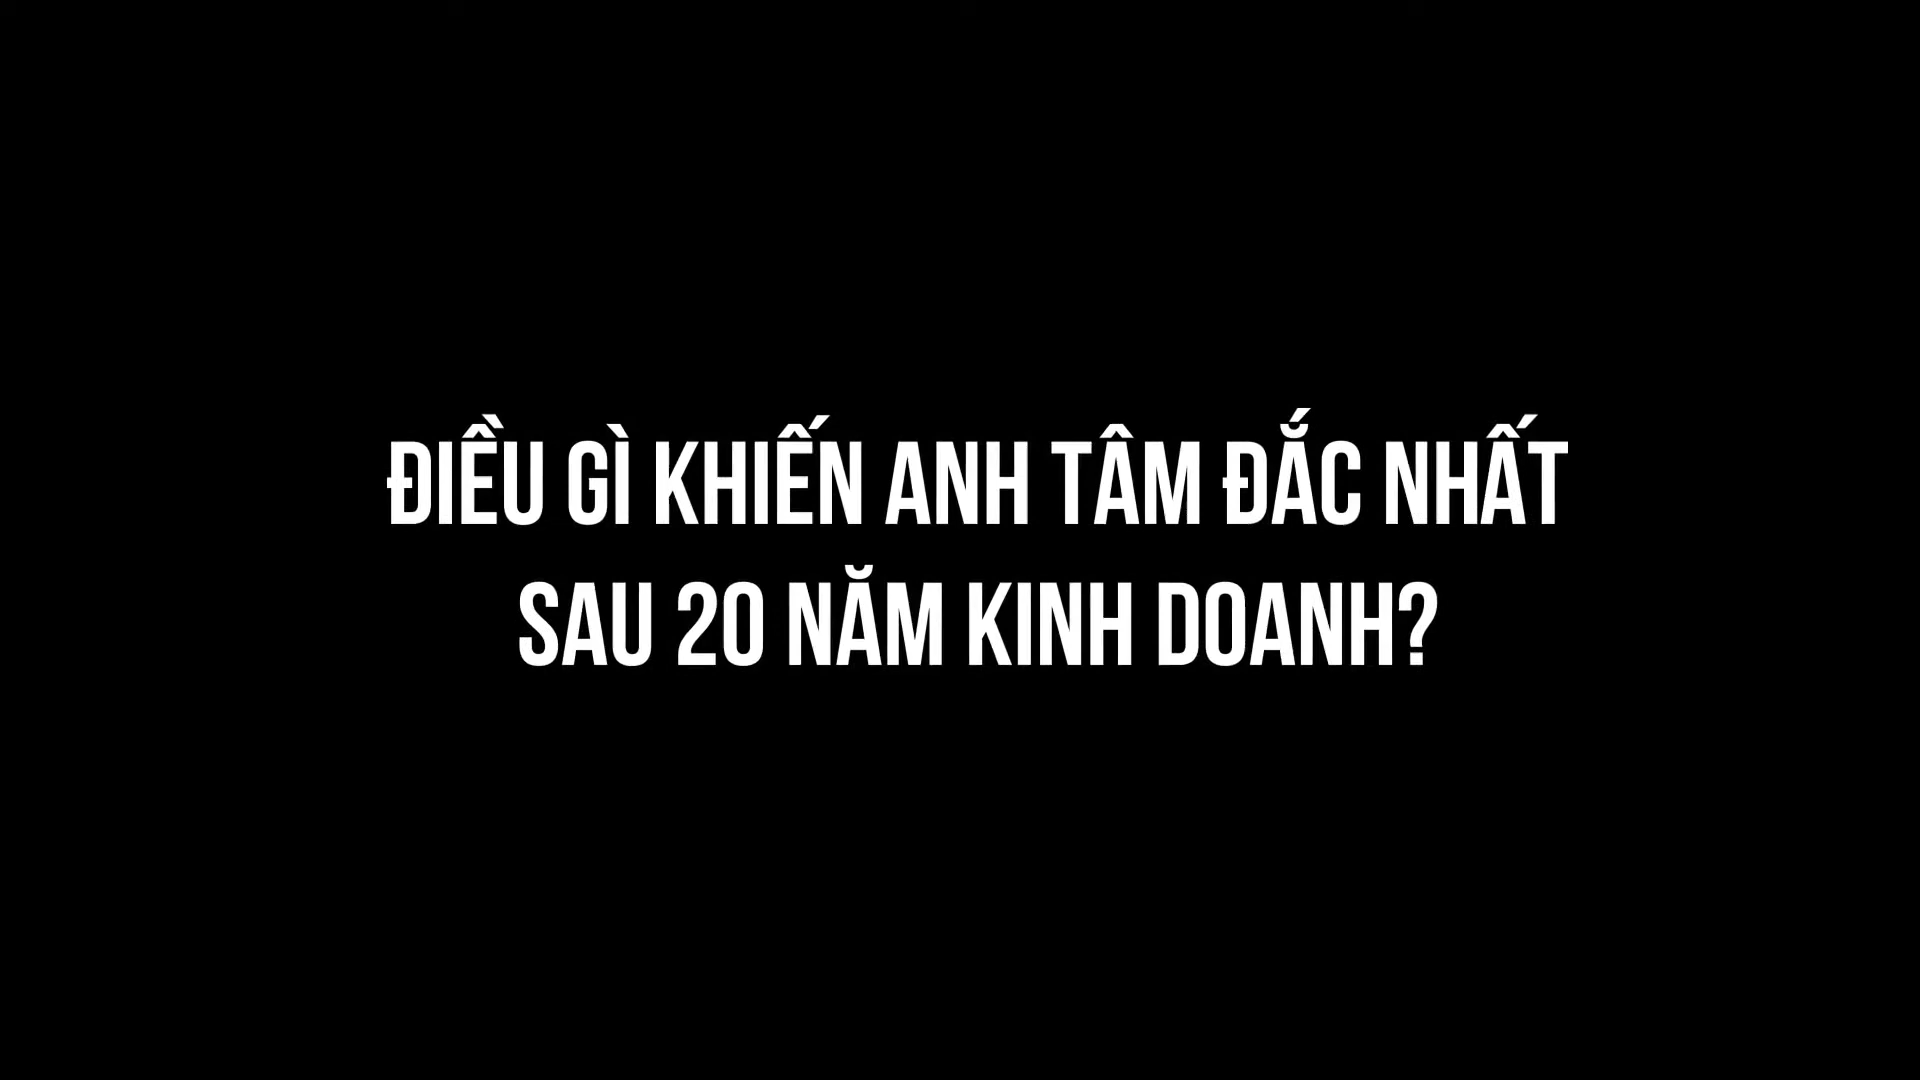 ĐIỀU GÌ KHIẾN ANH TÂM ĐẮC NHẤT
SAU 20 NĂM KINH DOANH?